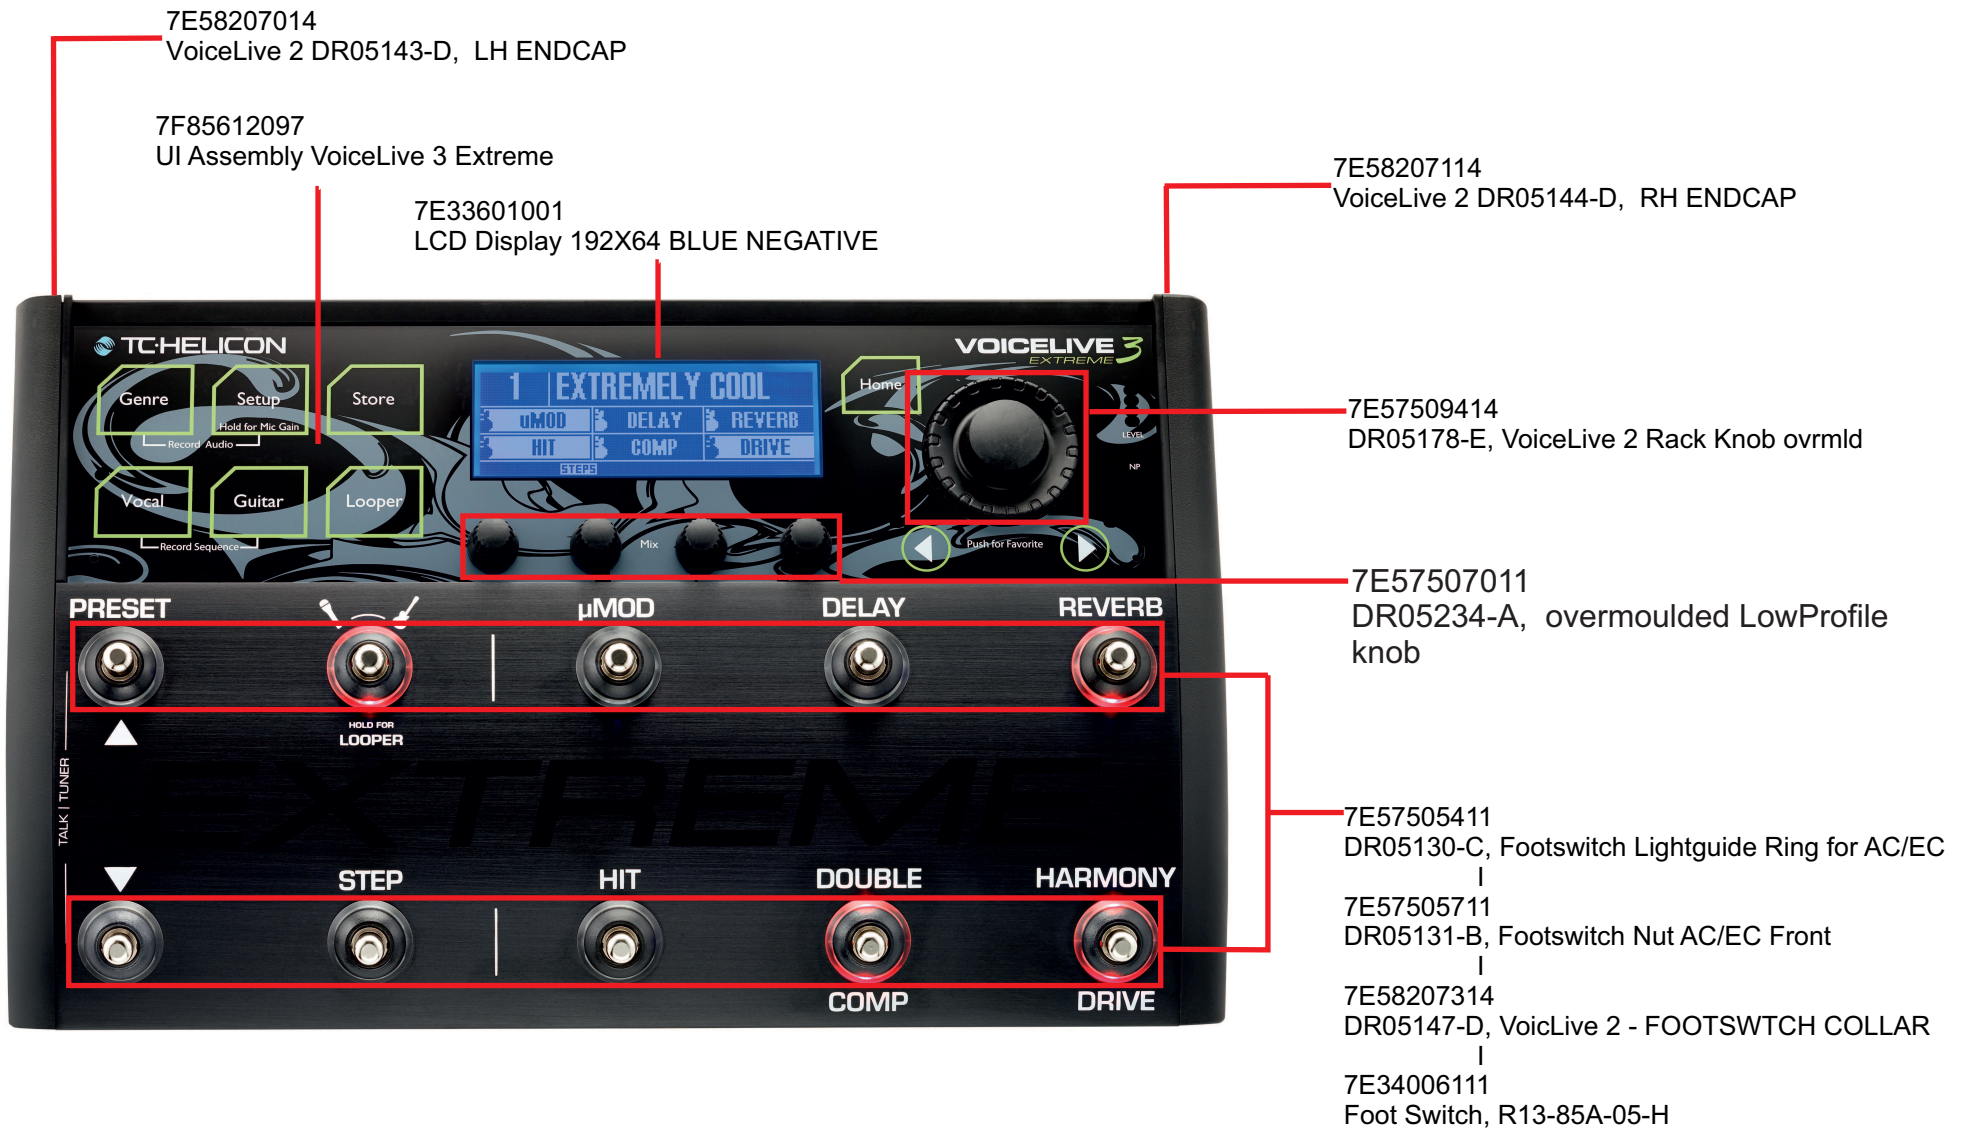 7E58207014
VoiceLive 2 DR05143-D, LH ENDCAP
7F85612097
UI Assembly VoiceLive 3 Extreme
7E33601001
LCD Display 192X64 BLUE NEGATIVE
7E58207114
VoiceLive 2 DR05144-D, RH ENDCAP
TC·HELICON
VOICELIVE 3
EXTREME
Genre
Setup
Hold for Mic Gain
Store
Record Audio
Vocal
Guitar
Looper
Record Sequence
1 EXTREMELY COOL
uMOD DELAY REVERB
HIT COMP DRIVE
STEPS
Home
LEVEL
NP
Mix
Push for Favorite
7E57509414
DR05178-E, VoiceLive 2 Rack Knob ovrmld
7E57507011
DR05234-A, overmoulded LowProfile
knob
PRESET
µMOD
DELAY
REVERB
HOLD FOR
LOOPER
TALK | TUNER
EXTREME
STEP
HIT
DOUBLE
HARMONY
COMP
DRIVE
7E57505411
DR05130-C, Footswitch Lightguide Ring for AC/EC
7E57505711
DR05131-B, Footswitch Nut AC/EC Front
7E58207314
DR05147-D, VoicLive 2 - FOOTSWTCH COLLAR
7E34006111
Foot Switch, R13-85A-05-H